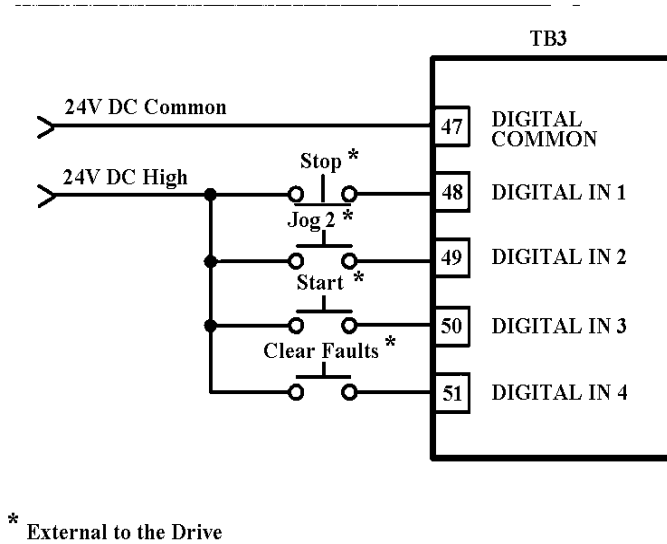 TB3
24V DC Common
47
DIGITAL
COMMON
Stop *
24V DC High
48
DIGITAL IN 1
Jog 2 *
49
DIGITAL IN 2
Start *
50
DIGITAL IN 3
Clear Faults *
51
DIGITAL IN 4
* External to the Drive